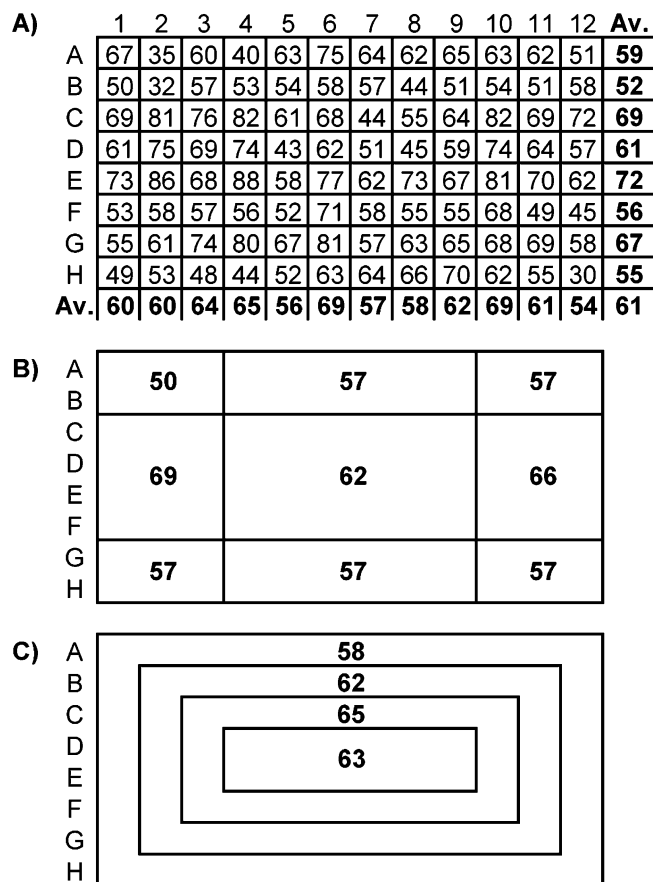 A) 1 2 3 4 5 6 7 8 9 10 11 12 Av.
A 67 35 60 40 63 75 64 62 65 63 62 51 59
B 50 32 57 53 54 58 57 44 51 54 51 58 52
C 69 81 76 82 61 68 44 55 64 82 69 72 69
D 61 75 69 74 43 62 51 45 59 74 64 57 61
E 73 86 68 88 58 77 62 73 67 81 70 62 72
F 53 58 57 56 52 71 58 55 55 68 49 45 56
G 55 61 74 80 67 81 57 63 65 68 69 58 67
H 49 53 48 44 52 63 64 66 70 62 55 30 55
Av. 60 60 64 65 56 69 57 58 62 69 61 54 61
B) A
50 57 57
B
C
D
69 62 66
E
F
G
57 57 57
H
C) A 58
B 62
C 65
D
63
E
F
G
H